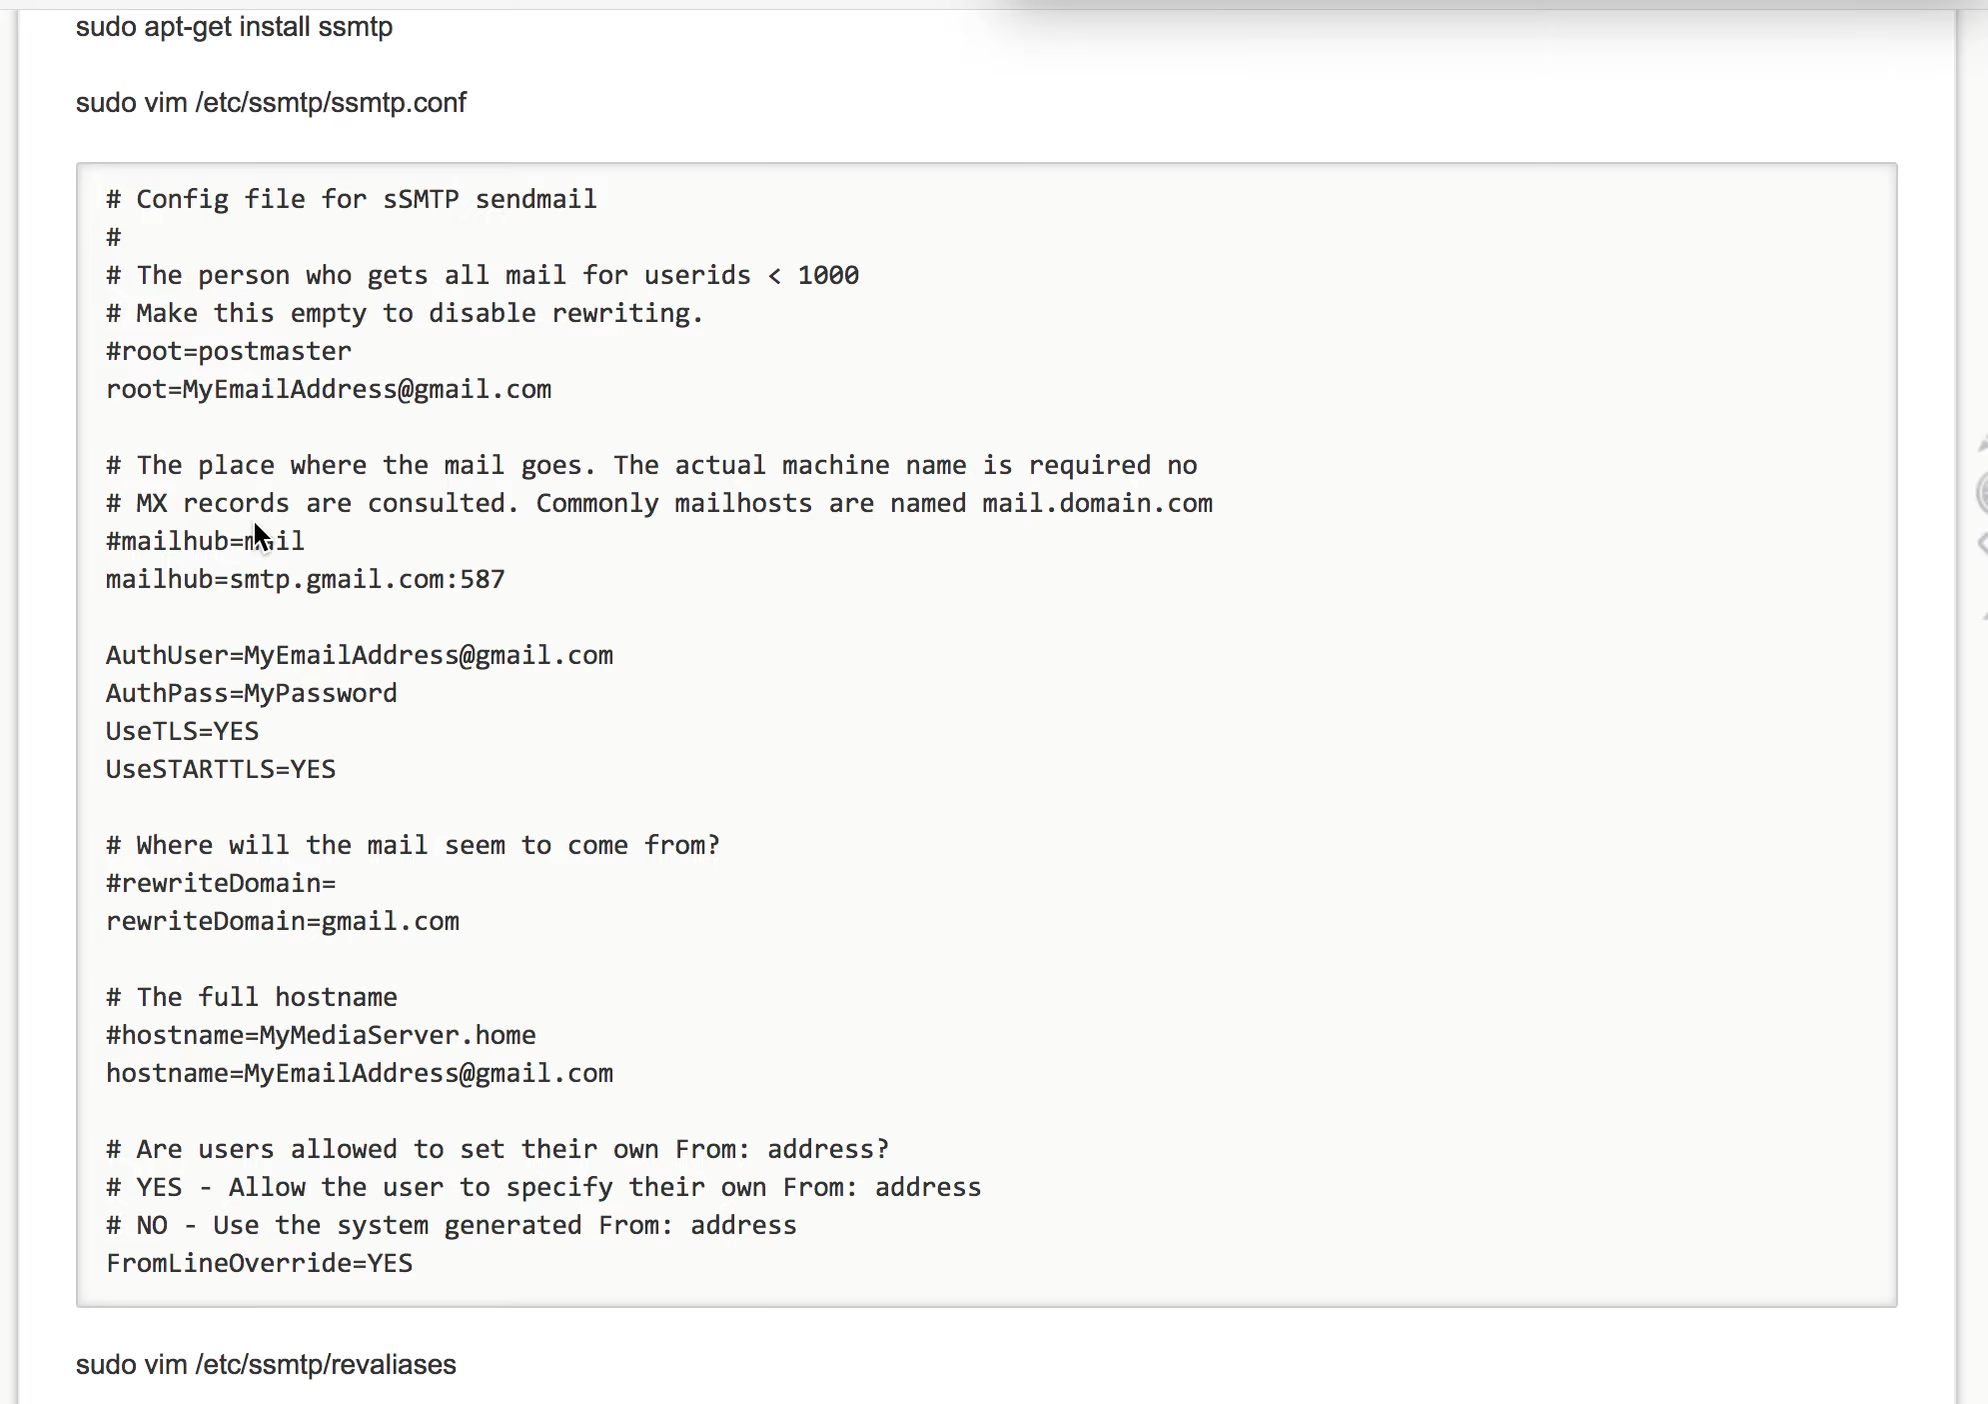 sudo apt-get install ssmtp
sudo vim /etc/ssmtp/ssmtp.conf
# Config file for sSMTP sendmail
#
# The person who gets all mail for userids < 1000
# Make this empty to disable rewriting.
#root=postmaster
root=MyEmailAddress@gmail.com
# The place where the mail goes. The actual machine name is required no
# MX records are consulted. Commonly mailhosts are named mail.domain.com
#mailhub=mail
mailhub=smtp.gmail.com:587
AuthUser=MyEmailAddress@gmail.com
AuthPass=MyPassword
UseTLS=YES
UseSTARTTLS=YES
# Where will the mail seem to come from?
#rewriteDomain=
rewriteDomain=gmail.com
# The full hostname
#hostname=MyMediaServer.home
hostname=MyEmailAddress@gmail.com
# Are users allowed to set their own From: address?
# YES - Allow the user to specify their own From: address
# NO - Use the system generated From: address
FromLineOverride=YES
sudo vim /etc/ssmtp/revaliases